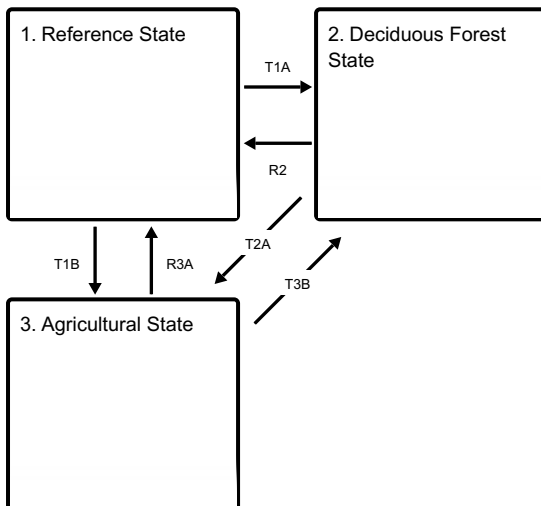 1. Reference State
2. Deciduous Forest
State
T1A
R2
T1B
R3A
T2A
T3B
3. Agricultural State